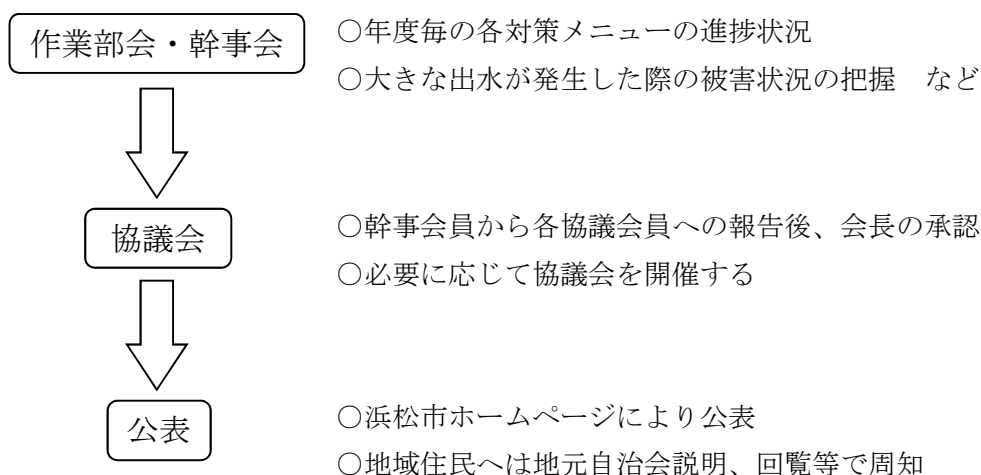 作業部会・幹事会
○年度毎の各対策メニューの進捗状況
○大きな出水が発生した際の被害状況の把握　など
協議会
○幹事会員から各協議会員への報告後、会長の承認
○必要に応じて協議会を開催する
公表
○浜松市ホームページにより公表
○地域住民へは地元自治会説明、回覧等で周知